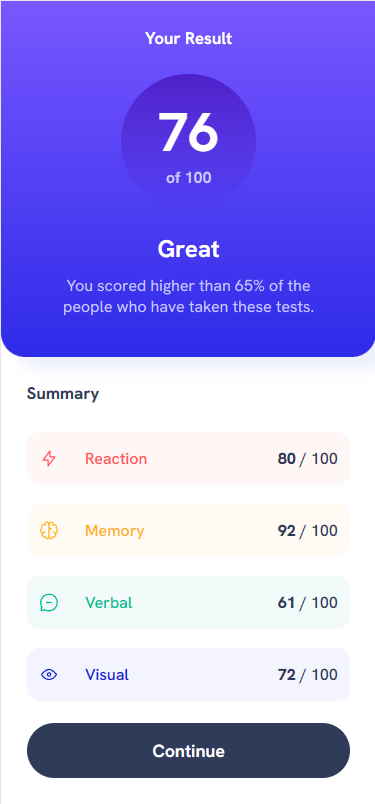 Your Result
76
of 100
Great
You scored higher than 65% of the
people who have taken these tests.
Summary
Reaction 80 / 100
Memory 92 / 100
Verbal 61 / 100
Visual 72 / 100
Continue